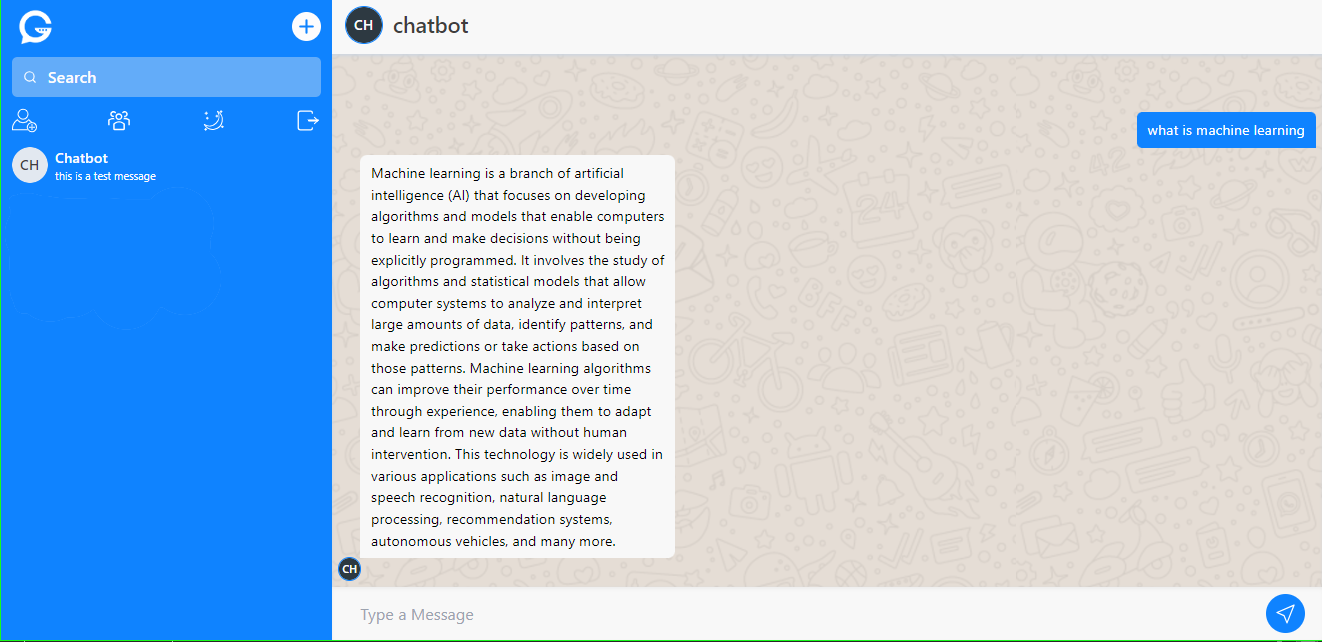 CH chatbot
Search
CH Chatbot
this is a test message
what is machine learning
Machine learning is a branch of artificial
intelligence (AI) that focuses on developing
algorithms and models that enable computers
to learn and make decisions without being
explicitly programmed. It involves the study of
algorithms and statistical models that allow
computer systems to analyze and interpret
large amounts of data, identify patterns, and
make predictions or take actions based on
those patterns. Machine learning algorithms
can improve their performance over time
through experience, enabling them to adapt
and learn from new data without human
intervention. This technology is widely used in
various applications such as image and
speech recognition, natural language
processing, recommendation systems,
autonomous vehicles, and many more.
CH
Type a Message
42
24
OFF